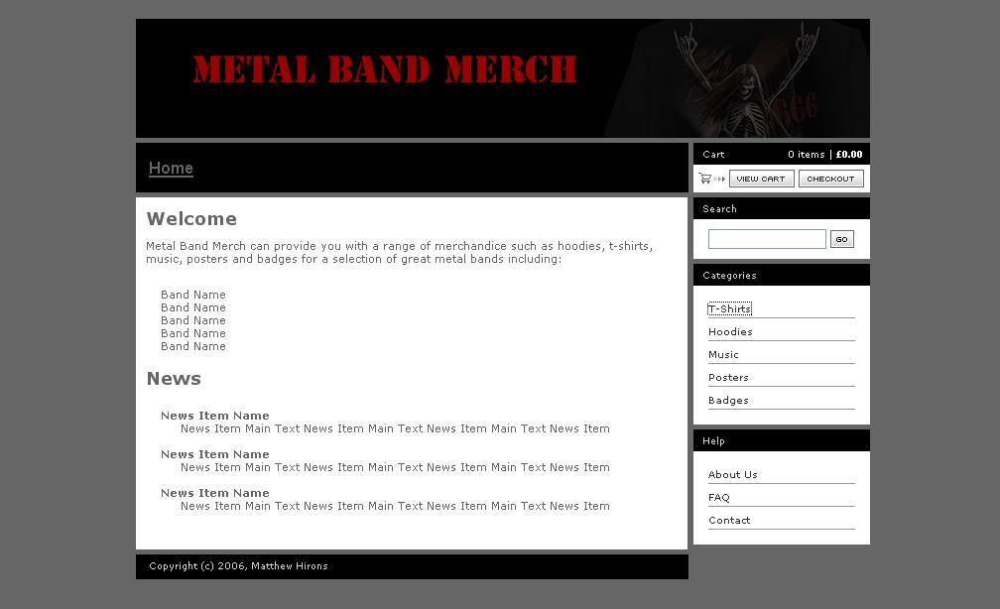 METAL BAND MERCH
666
Home
Cart 0 items | £0.00
VIEW CART CHECKOUT
Search
GO
Welcome
Metal Band Merch can provide you with a range of merchandice such as hoodies, t-shirts,
music, posters and badges for a selection of great metal bands including:
Band Name
Band Name
Band Name
Band Name
Band Name
News
News Item Name
News Item Main Text News Item Main Text News Item Main Text News Item
News Item Name
News Item Main Text News Item Main Text News Item Main Text News Item
News Item Name
News Item Main Text News Item Main Text News Item Main Text News Item
Categories
T-Shirts
Hoodies
Music
Posters
Badges
Help
About Us
FAQ
Contact
Copyright (c) 2006, Matthew Hirons